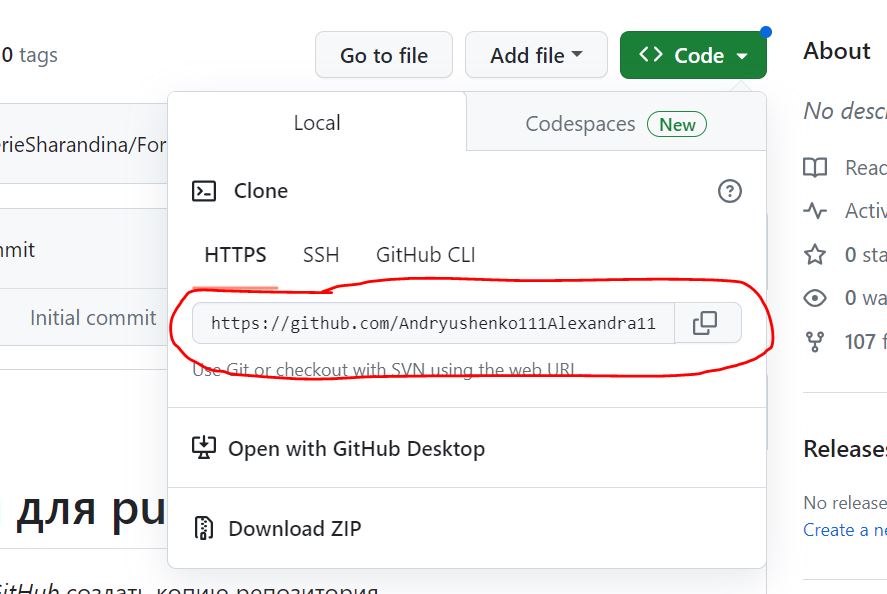 0 tags
Go to file
Add file
Code
About
Local
Codespaces New
No desc
rieSharandina/For
Clone
Read
Activ
HTTPS SSH GitHub CLI
mmit
0 sta
https://github.com/Andryushenko111Alexandra11
0 wa
Initial commit
107 f
Use Git or checkout with SVN using the web URL.
Open with GitHub Desktop
Releases
для pu
No release
Download ZIP
Create a ne
GitHub создать копию репозитория